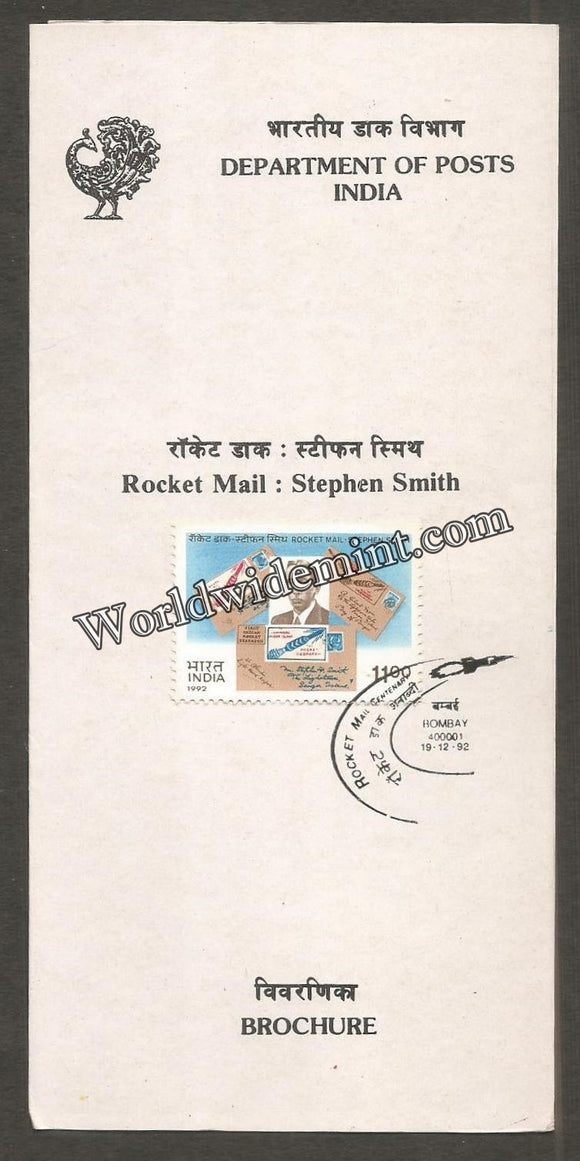 भारतीय डाक विभाग
DEPARTMENT OF POSTS
INDIA
रॉकेट डाक : स्टीफन स्मिथ
Rocket Mail : Stephen Smith
रॉकेट डाक-स्टीफन स्मिथ ROCKET MAIL-STEPHEN
Worldwidemint.com
भारत
INDIA
1992
1100
ROCKET MAIL CENTENARY
रॉकेट डाक शताब्दी
बम्बई
BOMBAY
400001
19-12-92
विवरणिका
BROCHURE